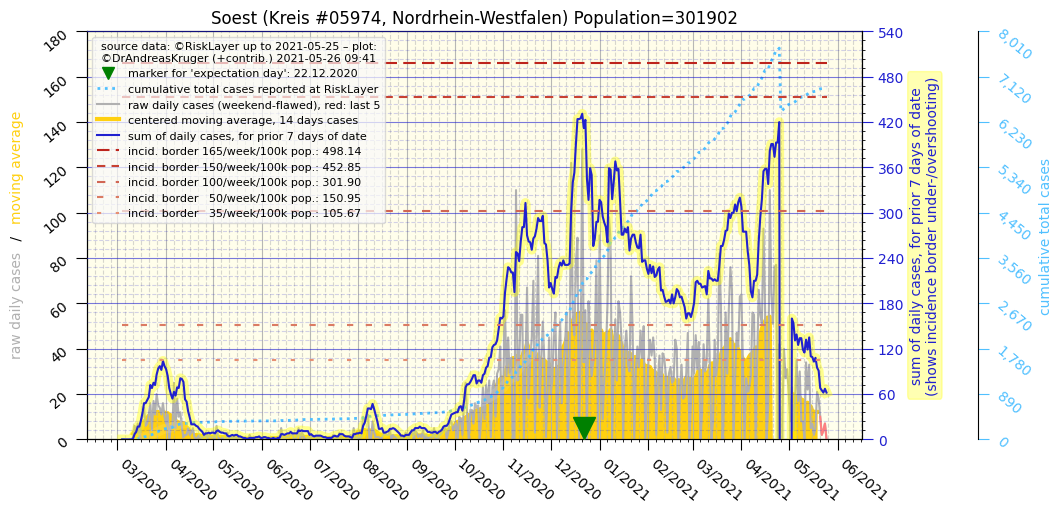 Soest (Kreis #05974, Nordrhein-Westfalen) Population=301902
source data: ©RiskLayer up to 2021-05-25 – plot:
©DrAndreasKruger (+contrib.) 2021-05-26 09:41
marker for 'expectation day': 22.12.2020
cumulative total cases reported at RiskLayer
raw daily cases (weekend-flawed), red: last 5
centered moving average, 14 days cases
sum of daily cases, for prior 7 days of date
incid. border 165/week/100k pop.: 498.14
incid. border 150/week/100k pop.: 452.85
incid. border 100/week/100k pop.: 301.90
incid. border   50/week/100k pop.: 150.95
incid. border   35/week/100k pop.: 105.67
raw daily cases / moving average
180
160
140
120
100
80
60
40
20
0
03/2020
04/2020
05/2020
06/2020
07/2020
08/2020
09/2020
10/2020
11/2020
12/2020
01/2021
02/2021
03/2021
04/2021
05/2021
06/2021
540
480
420
360
300
240
180
120
60
0
sum of daily cases, for prior 7 days of date
(shows incidence border under-/overshooting)
8,010
7,120
6,230
5,340
4,450
3,560
2,670
1,780
890
0
cumulative total cases